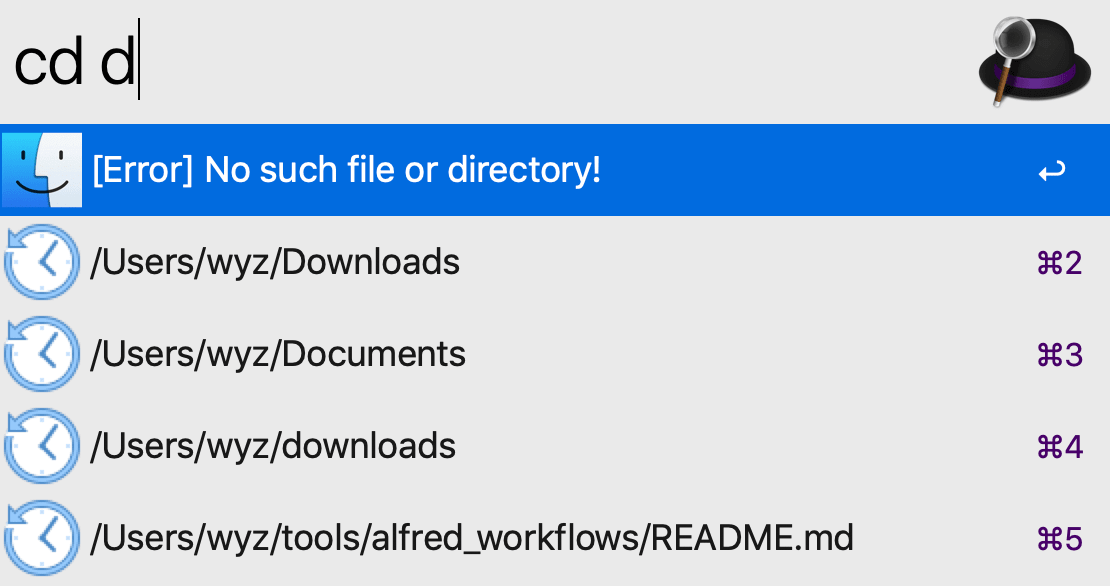 cd d
[Error] No such file or directory! ↩
/Users/wyz/Downloads ⌘2
/Users/wyz/Documents ⌘3
/Users/wyz/downloads ⌘4
/Users/wyz/tools/alfred_workflows/README.md ⌘5